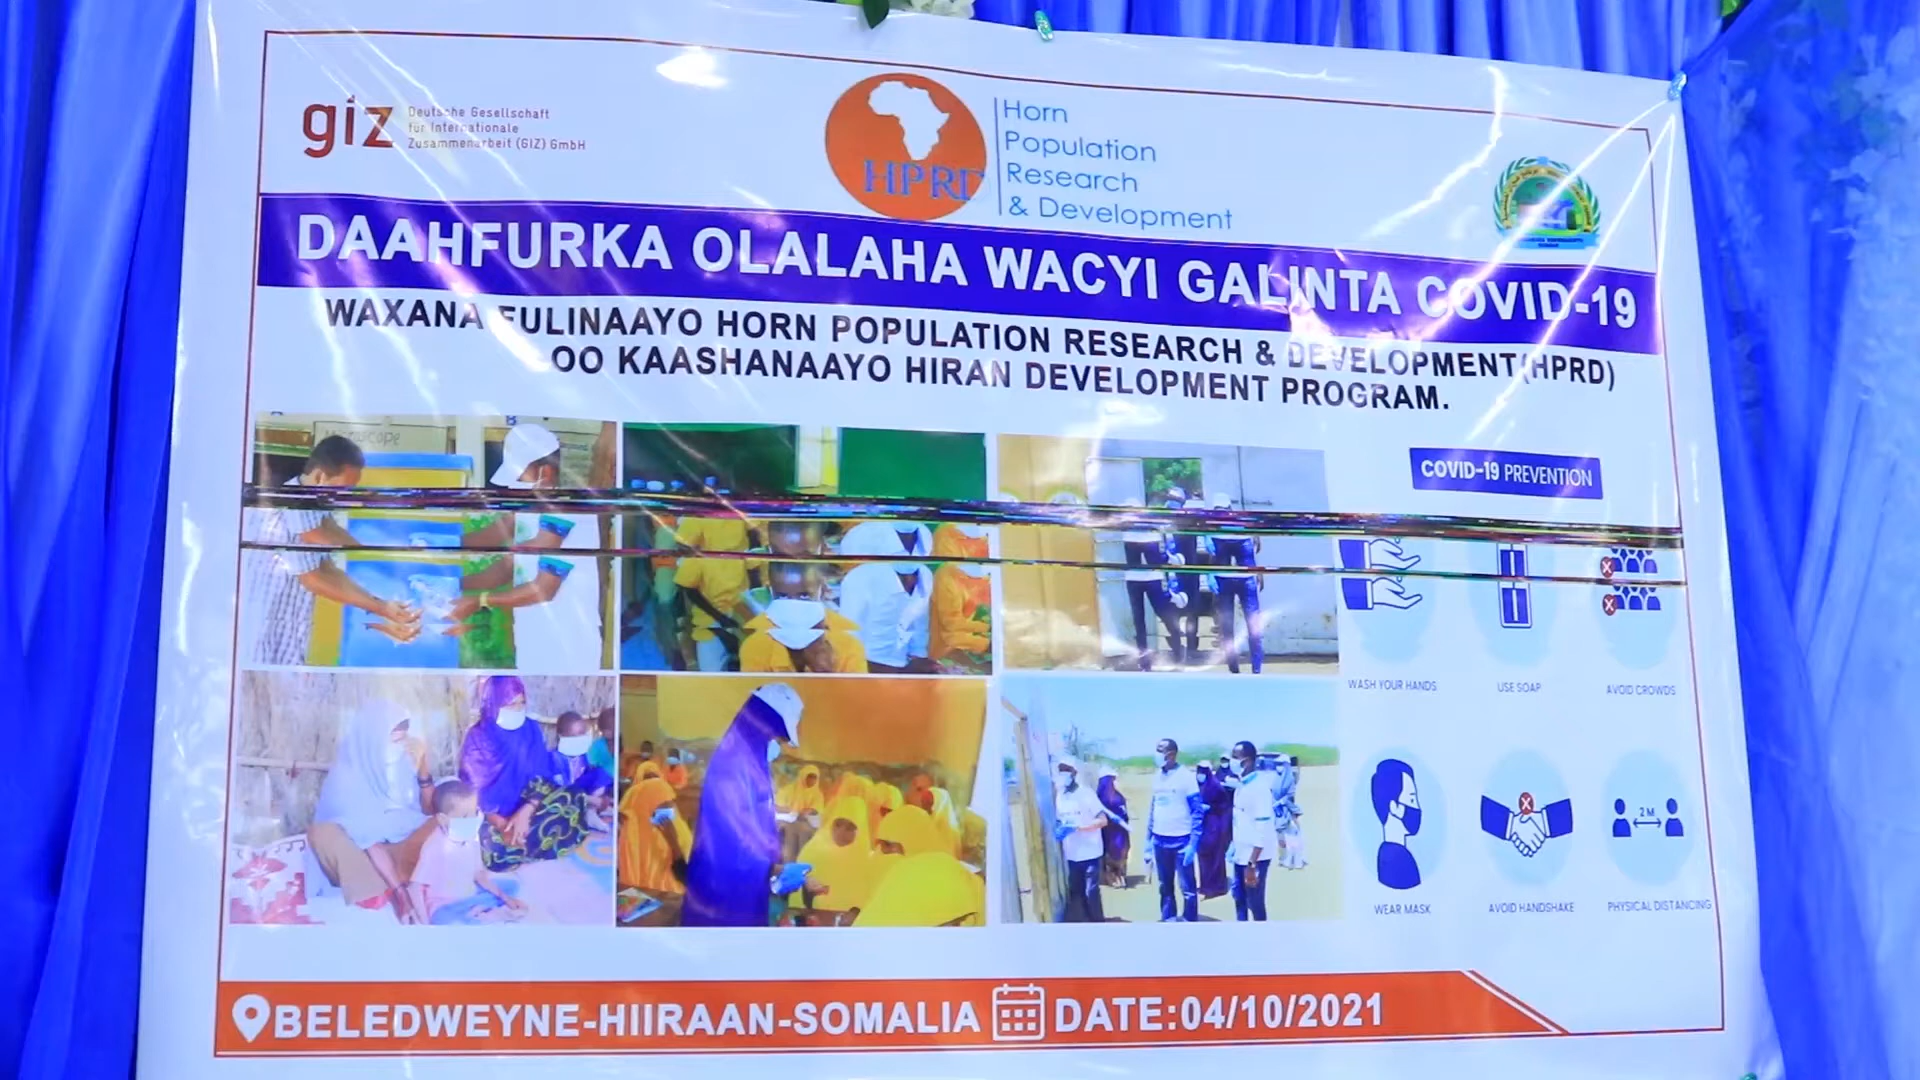 giz
Deutsche Gesellschaft
für Internationale
Zusammenarbeit (GIZ) GmbH
HPRD
Horn
Population
Research
& Development
DAAHFURKA OLALAHA WACYI GALINTA COVID-19
WAXANA FULINAAYO HORN POPULATION RESEARCH & DEVELOPMENT(HPRD)
OO KAASHANAAYO HIRAN DEVELOPMENT PROGRAM.
COVID-19 PREVENTION
WASH YOUR HANDS
USE SOAP
AVOID CROWDS
2 M
WEAR MASK
AVOID HANDSHAKE
PHYSICAL DISTANCING
BELEDWEYNE-HIIRAAN-SOMALIA
DATE:04/10/2021